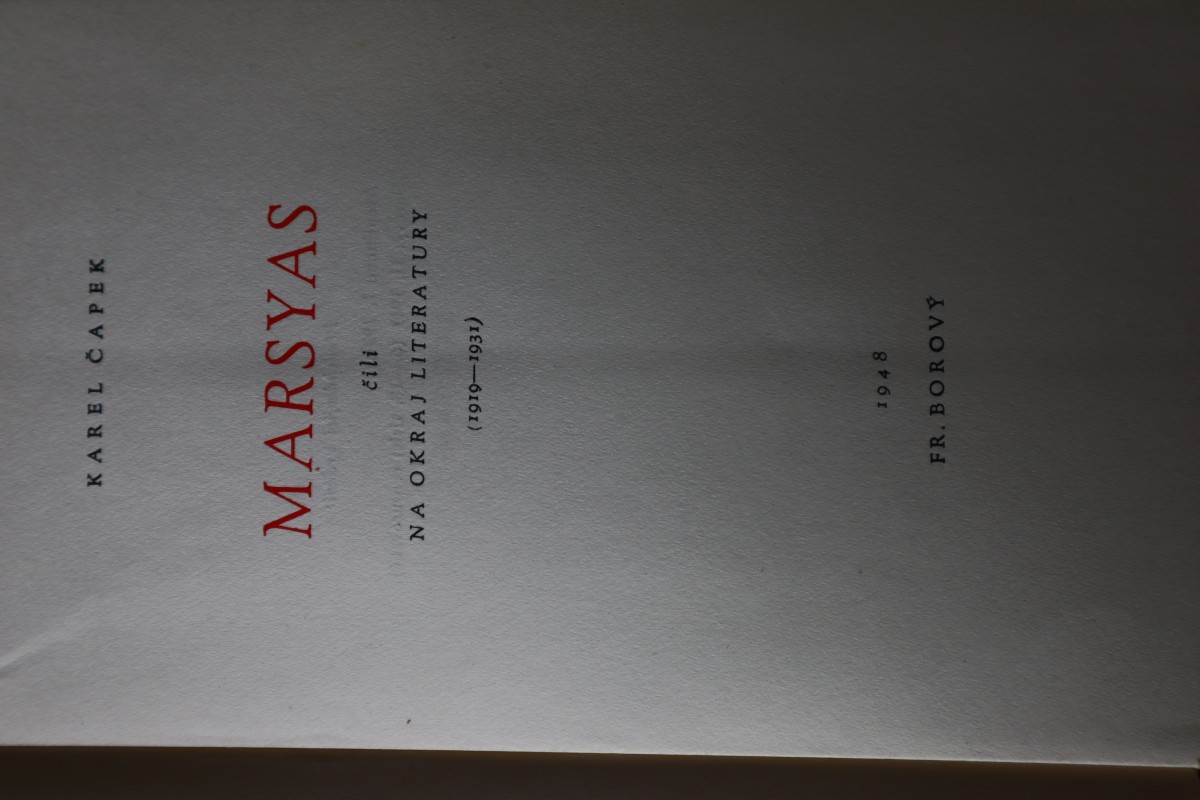 KAREL ČAPEK
MARSYAS
čili
NA OKRAJ LITERATURY
(1919—1931)
1948
FR. BOROVÝ